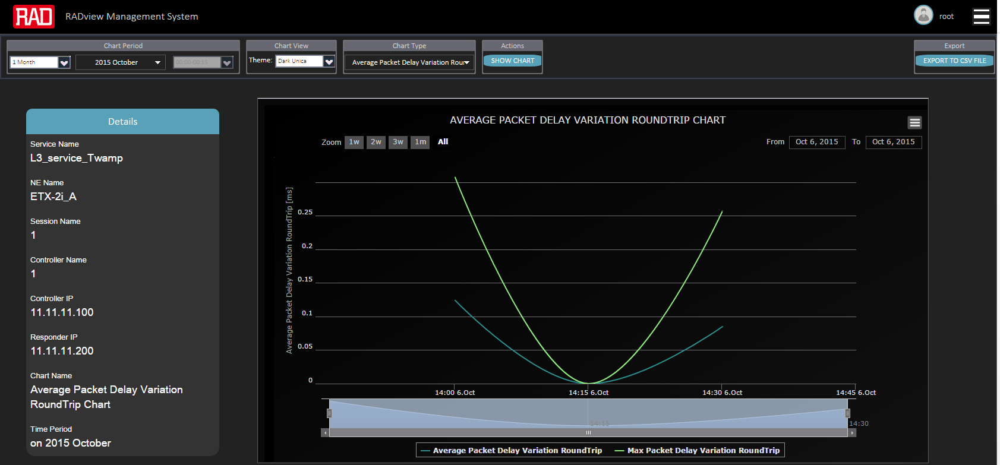 RAD
RADview Management System
root
Chart Period
Chart View
Chart Type
Actions
Export
1 Month
2015 October
00:00-00:15
Theme:
Dark Unica
Average Packet Delay Variation Roun
SHOW CHART
EXPORT TO CSV FILE
Details
Service Name
L3_service_Twamp
NE Name
ETX-2i_A
Session Name
1
Controller Name
1
Controller IP
11.11.11.100
Responder IP
11.11.11.200
Chart Name
Average Packet Delay Variation
RoundTrip Chart
Time Period
on 2015 October
AVERAGE PACKET DELAY VARIATION ROUNDTRIP CHART
Zoom 1w 2w 3w 1m All
From Oct 6, 2015 To Oct 6, 2015
Average Packet Delay Variation RoundTrip [ms]
0.25
0.2
0.15
0.1
0.05
0
14:00 6.Oct 14:15 6.Oct 14:30 6.Oct 14:45 6.Oct
14:15 14:30
Average Packet Delay Variation RoundTrip Max Packet Delay Variation RoundTrip